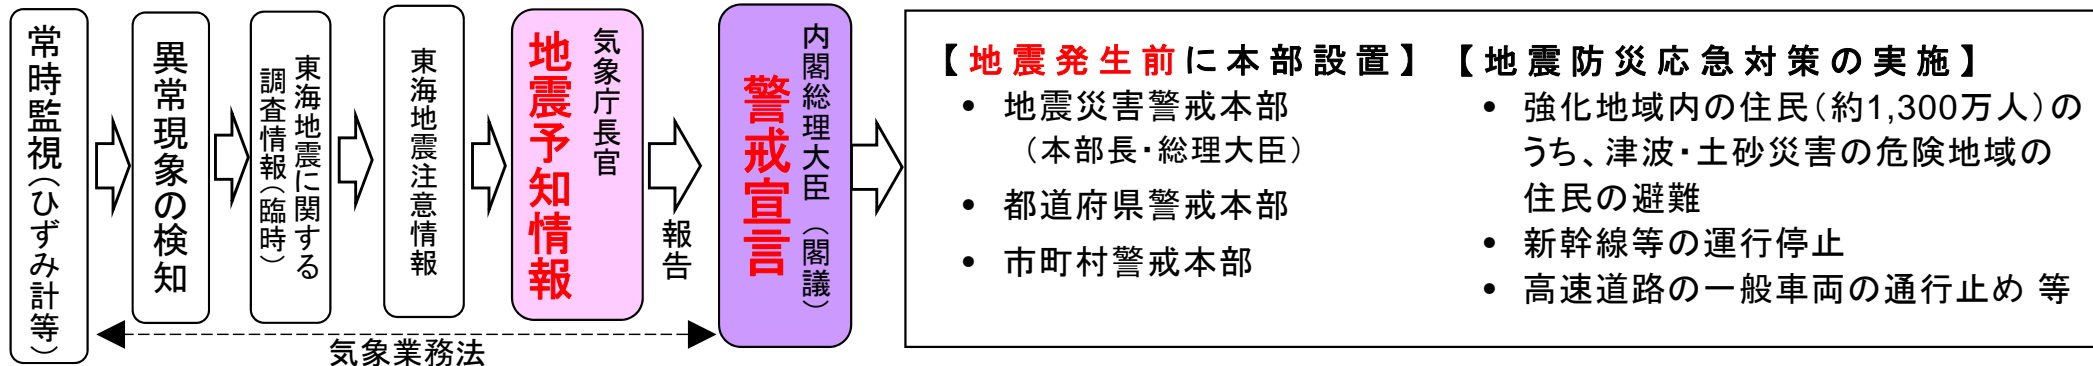 常時監視（ひずみ計等）
異常現象の検知
東海地震に関する
調査情報（臨時）
東海地震注意情報
気象庁長官
地震予知情報
報告
内閣総理大臣（閣議）
警戒宣言
気象業務法
【地震発生前に本部設置】
• 地震災害警戒本部
（本部長・総理大臣）
• 都道府県警戒本部
• 市町村警戒本部
【地震防災応急対策の実施】
• 強化地域内の住民（約1,300万人）の
うち、津波・土砂災害の危険地域の
住民の避難
• 新幹線等の運行停止
• 高速道路の一般車両の通行止め 等